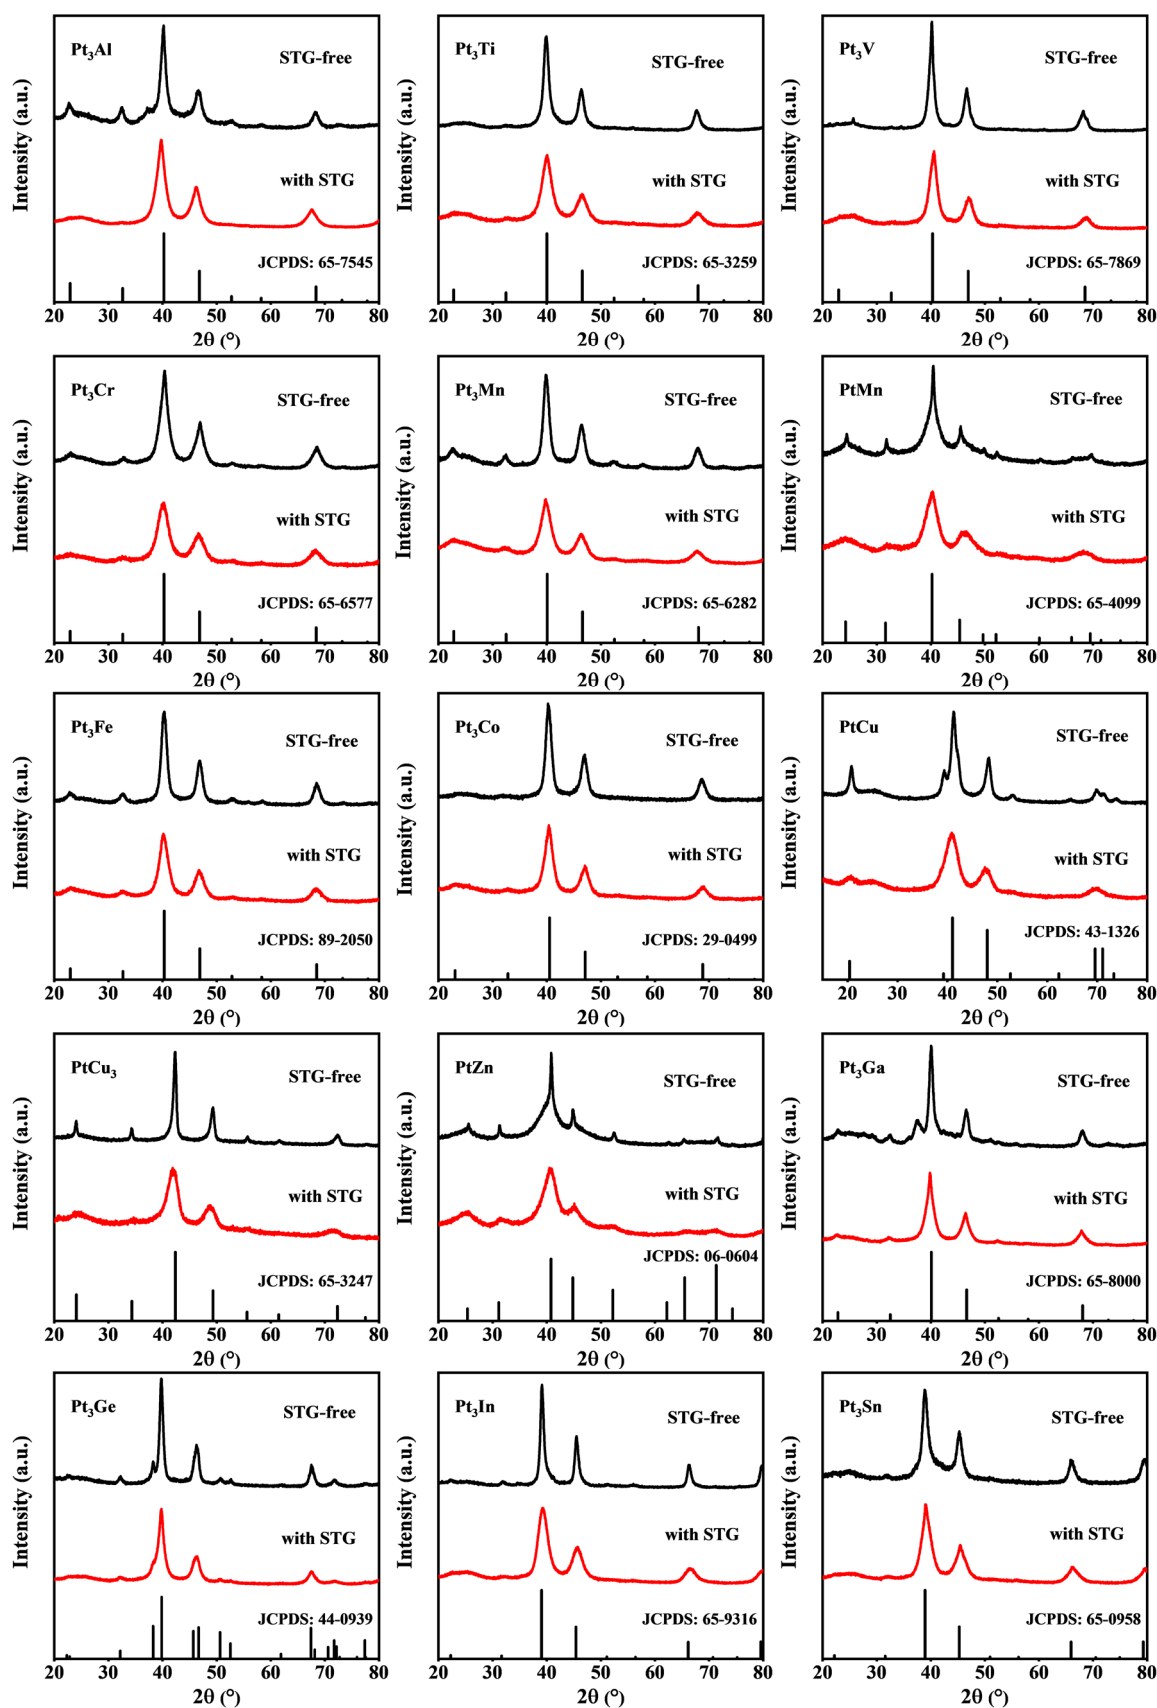 Pt₃Al
STG-free
with STG
JCPDS: 65-7545
Intensity (a.u.)
20 30 40 50 60 70 80
2θ (°)
Pt₃Ti
STG-free
with STG
JCPDS: 65-3259
Intensity (a.u.)
20 30 40 50 60 70 80
2θ (°)
Pt₃V
STG-free
with STG
JCPDS: 65-7869
Intensity (a.u.)
20 30 40 50 60 70 80
2θ (°)
Pt₃Cr
STG-free
with STG
JCPDS: 65-6577
Intensity (a.u.)
20 30 40 50 60 70 80
2θ (°)
Pt₃Mn
STG-free
with STG
JCPDS: 65-6282
Intensity (a.u.)
20 30 40 50 60 70 80
2θ (°)
PtMn
STG-free
with STG
JCPDS: 65-4099
Intensity (a.u.)
20 30 40 50 60 70 80
2θ (°)
Pt₃Fe
STG-free
with STG
JCPDS: 89-2050
Intensity (a.u.)
20 30 40 50 60 70 80
2θ (°)
Pt₃Co
STG-free
with STG
JCPDS: 29-0499
Intensity (a.u.)
20 30 40 50 60 70 80
2θ (°)
PtCu
STG-free
with STG
JCPDS: 43-1326
Intensity (a.u.)
20 30 40 50 60 70 80
2θ (°)
PtCu₃
STG-free
with STG
JCPDS: 65-3247
Intensity (a.u.)
20 30 40 50 60 70 80
2θ (°)
PtZn
STG-free
with STG
JCPDS: 06-0604
Intensity (a.u.)
20 30 40 50 60 70 80
2θ (°)
Pt₃Ga
STG-free
with STG
JCPDS: 65-8000
Intensity (a.u.)
20 30 40 50 60 70 80
2θ (°)
Pt₃Ge
STG-free
with STG
JCPDS: 44-0939
Intensity (a.u.)
20 30 40 50 60 70 80
2θ (°)
Pt₃In
STG-free
with STG
JCPDS: 65-9316
Intensity (a.u.)
20 30 40 50 60 70 80
2θ (°)
Pt₃Sn
STG-free
with STG
JCPDS: 65-0958
Intensity (a.u.)
20 30 40 50 60 70 80
2θ (°)